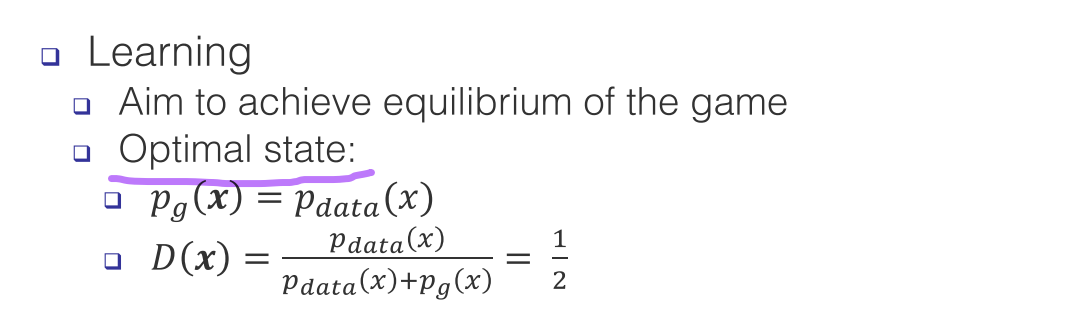 Learning
Aim to achieve equilibrium of the game
Optimal state:
p_g(x) = p_data(x)
D(x) = p_data(x) / (p_data(x)+p_g(x)) = 1/2